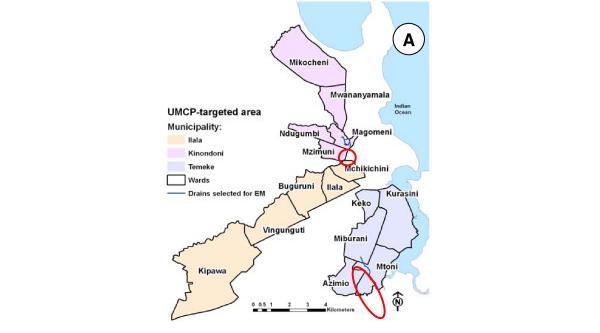 A
Mikocheni
Mwananyamala
Indian
Ocean
UMCP-targeted area
Municipality:
Ilala
Kinondoni
Temeke
Wards
Drains selected for EM
Ndugumbi
Magomeni
Mzimuni
Mchikichini
Buguruni
Ilala
Keko
Kurasini
Vingunguti
Miburani
Kipawa
Mtoni
Azimio
0 0.5 1 2 3 4
Kilometers
N